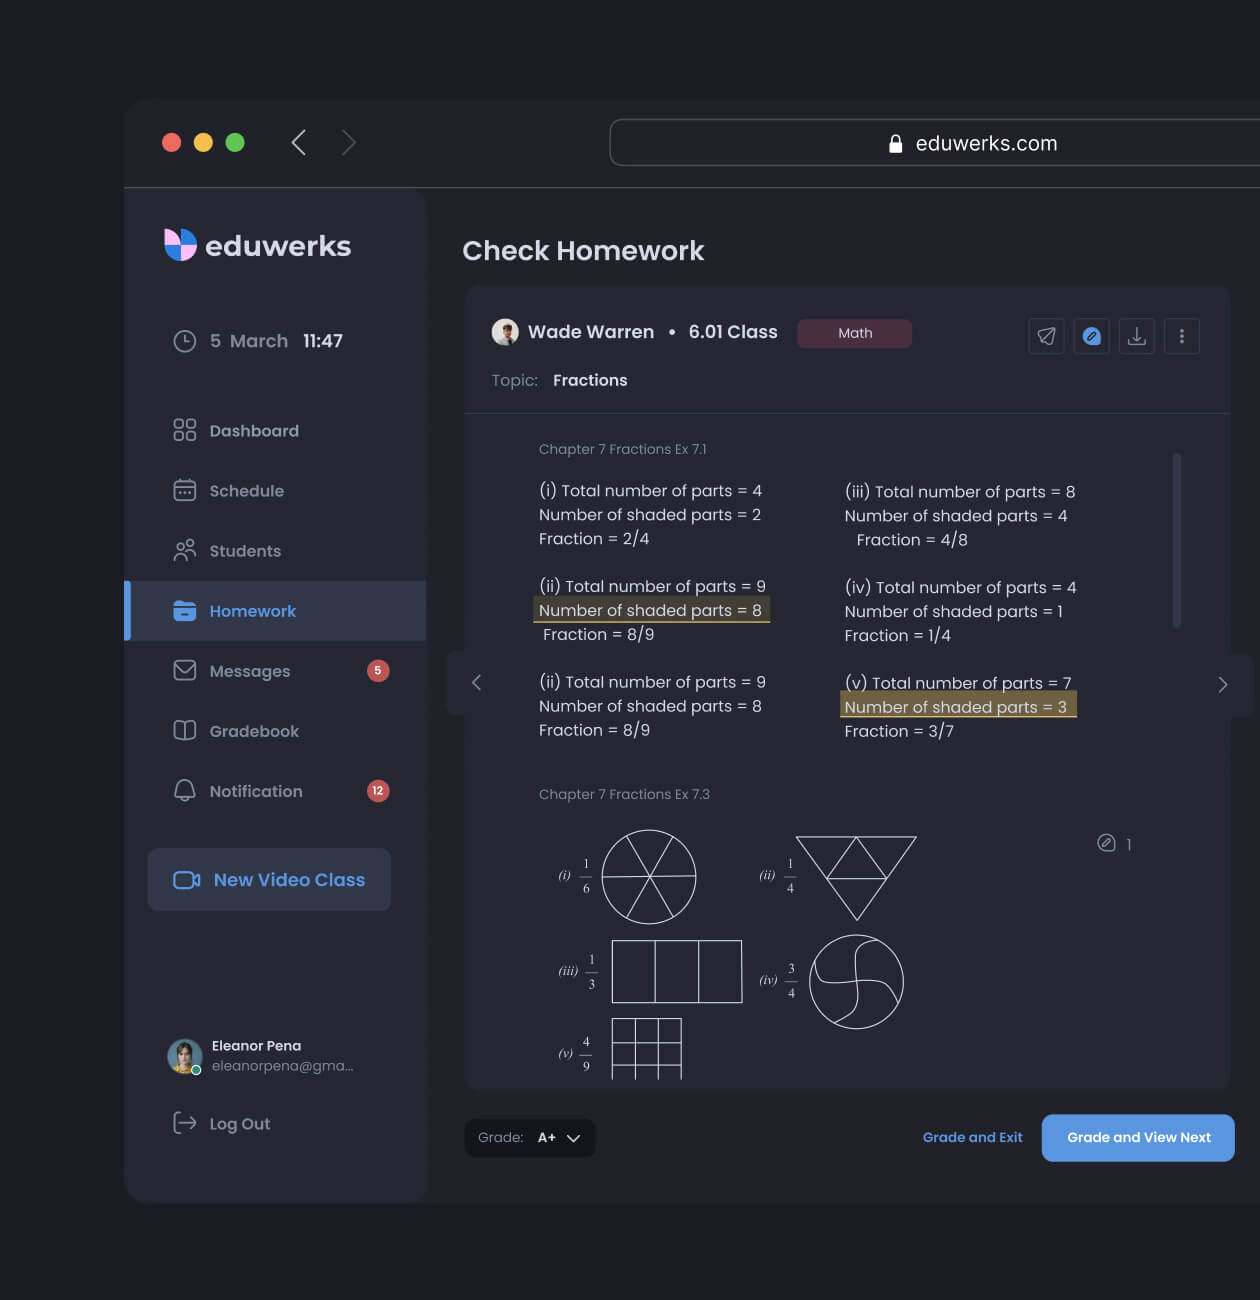 eduwerks.com
eduwerks
5 March 11:47
Dashboard
Schedule
Students
Homework
Messages 5
Gradebook
Notification 12
New Video Class
Eleanor Pena
eleanorpena@gma...
Log Out
Check Homework
Wade Warren • 6.01 Class Math
Topic: Fractions
Chapter 7 Fractions Ex 7.1
(i) Total number of parts = 4
Number of shaded parts = 2
Fraction = 2/4
(ii) Total number of parts = 9
Number of shaded parts = 8
Fraction = 8/9
(ii) Total number of parts = 9
Number of shaded parts = 8
Fraction = 8/9
(iii) Total number of parts = 8
Number of shaded parts = 4
Fraction = 4/8
(iv) Total number of parts = 4
Number of shaded parts = 1
Fraction = 1/4
(v) Total number of parts = 7
Number of shaded parts = 3
Fraction = 3/7
Chapter 7 Fractions Ex 7.3
1
(i) 1/6
(ii) 1/4
(iii) 1/3
(iv) 3/4
(v) 4/9
Grade: A+
Grade and Exit
Grade and View Next